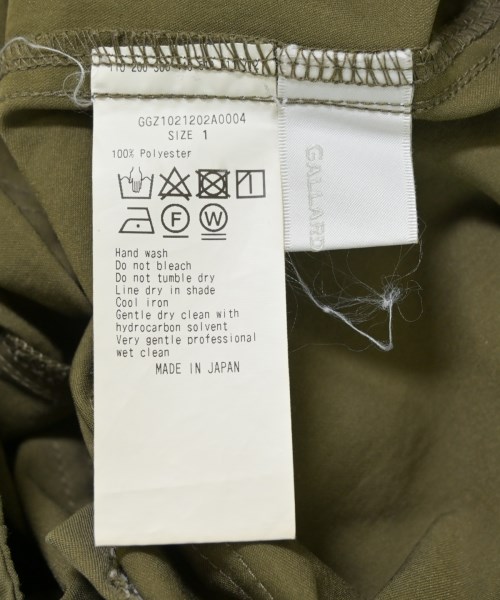 GGZ1021202A0004
SIZE 1
100% Polyester
F
W
Hand wash
Do not bleach
Do not tumble dry
Line dry in shade
Cool iron
Gentle dry clean with
hydrocarbon solvent
Very gentle professional
wet clean
MADE IN JAPAN
GALLARD